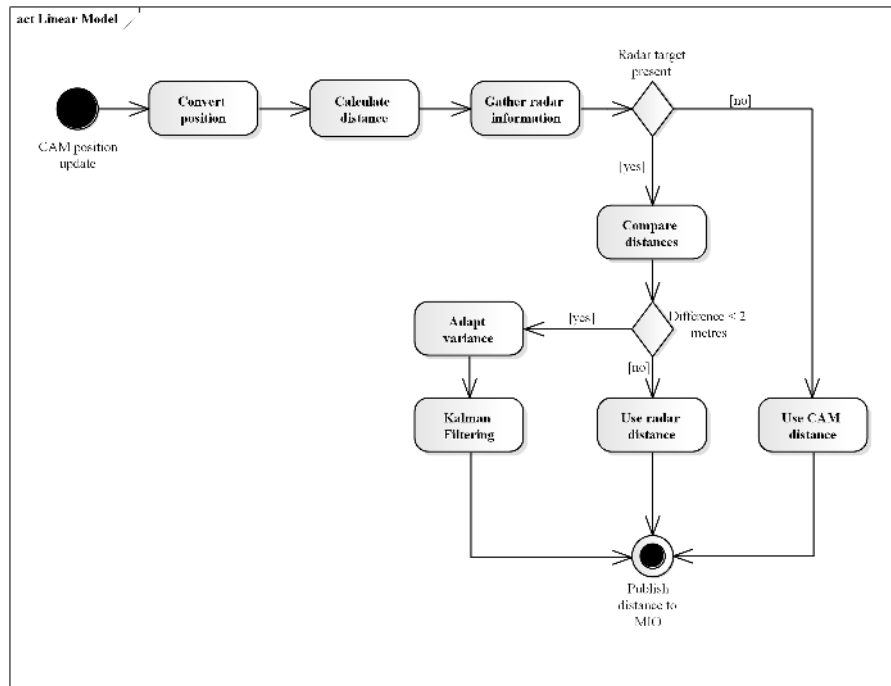 act Linear Model
Radar target
present
Convert
position
Calculate
distance
Gather radar
information
[no]
CAM position
update
[yes]
Compare
distances
Adapt
variance
[yes]
Difference < 2
metres
[no]
Kalman
Filtering
Use radar
distance
Use CAM
distance
Publish
distance to
MIO